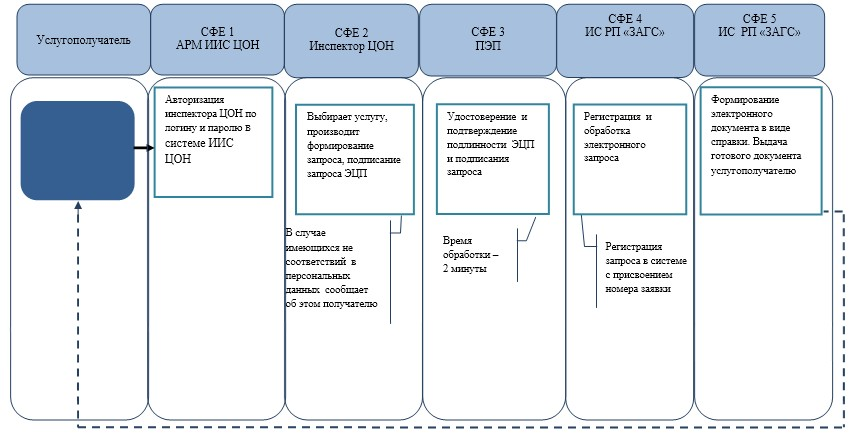 Услугополучатель
СФЕ 1
АРМ ИИС ЦОН
СФЕ 2
Инспектор ЦОН
СФЕ 3
ПЭП
СФЕ 4
ИС РП «ЗАГС»
СФЕ 5
ИС РП «ЗАГС»
Авторизация
инспектора ЦОН по
логину и паролю в
системе ИИС
ЦОН
Выбирает услугу,
производит
формирование
запроса, подписание
запроса ЭЦП
Удостоверение и
подтверждение
подлинности ЭЦП
и подписания
запроса
Регистрация и
обработка
электронного
запроса
Формирование
электронного
документа в виде
справки. Выдача
готового документа
услугополучателю
В случае
имеющихся не
соответствий в
персональных
данных сообщает
об этом получателю
Время
обработки –
2 минуты
Регистрация
запроса в системе
с присвоением
номера заявки